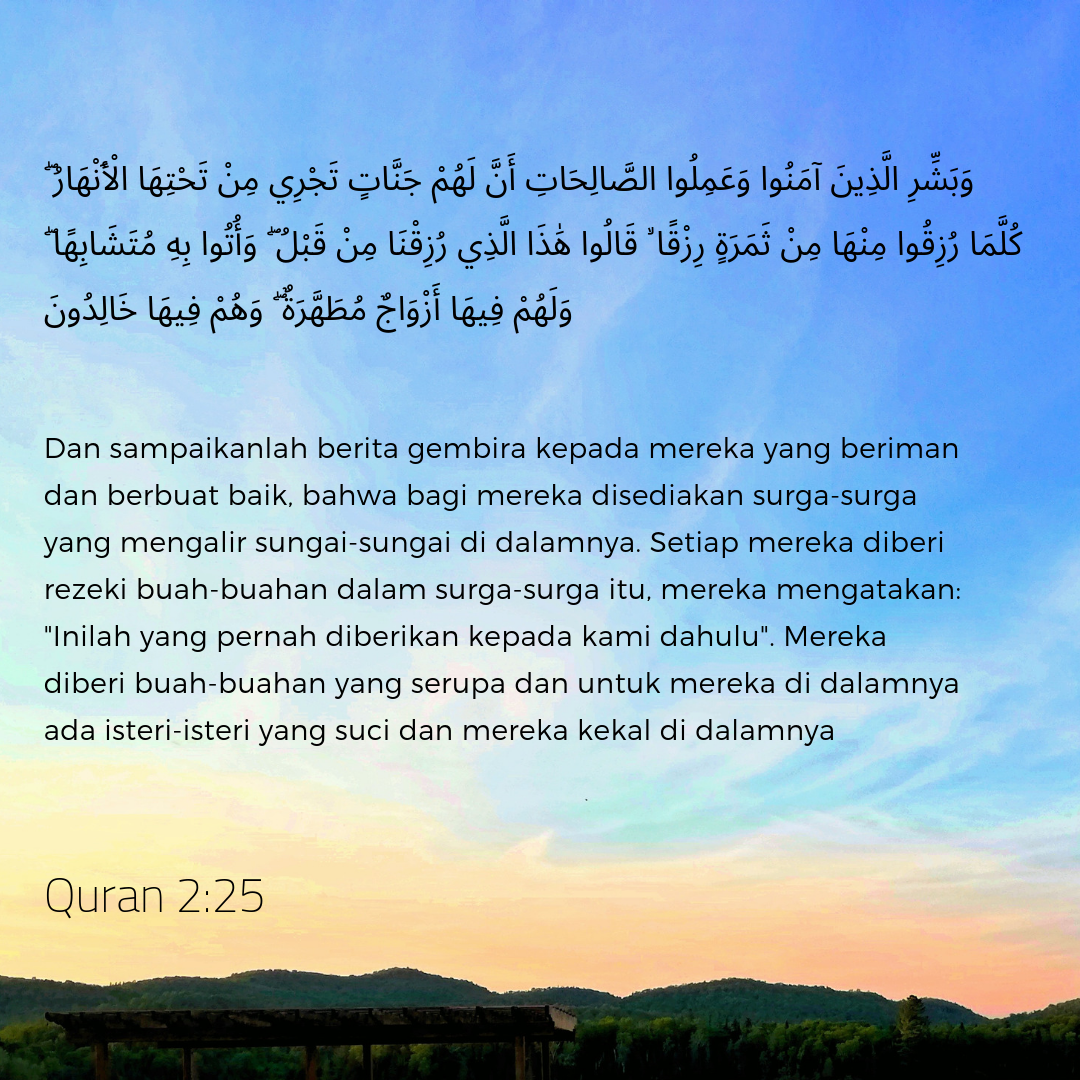 وَبَشِّرِ الَّذِينَ آمَنُوا وَعَمِلُوا الصَّالِحَاتِ أَنَّ لَهُمْ جَنَّاتٍ تَجْرِي مِنْ تَحْتِهَا الْأَنْهَارُ ۖ
كُلَّمَا رُزِقُوا مِنْهَا مِنْ ثَمَرَةٍ رِزْقًا ۙ قَالُوا هَٰذَا الَّذِي رُزِقْنَا مِنْ قَبْلُ ۖ وَأُتُوا بِهِ مُتَشَابِهًا ۖ
وَلَهُمْ فِيهَا أَزْوَاجٌ مُطَهَّرَةٌ ۖ وَهُمْ فِيهَا خَالِدُونَ
Dan sampaikanlah berita gembira kepada mereka yang beriman
dan berbuat baik, bahwa bagi mereka disediakan surga-surga
yang mengalir sungai-sungai di dalamnya. Setiap mereka diberi
rezeki buah-buahan dalam surga-surga itu, mereka mengatakan:
"Inilah yang pernah diberikan kepada kami dahulu". Mereka
diberi buah-buahan yang serupa dan untuk mereka di dalamnya
ada isteri-isteri yang suci dan mereka kekal di dalamnya
Quran 2:25